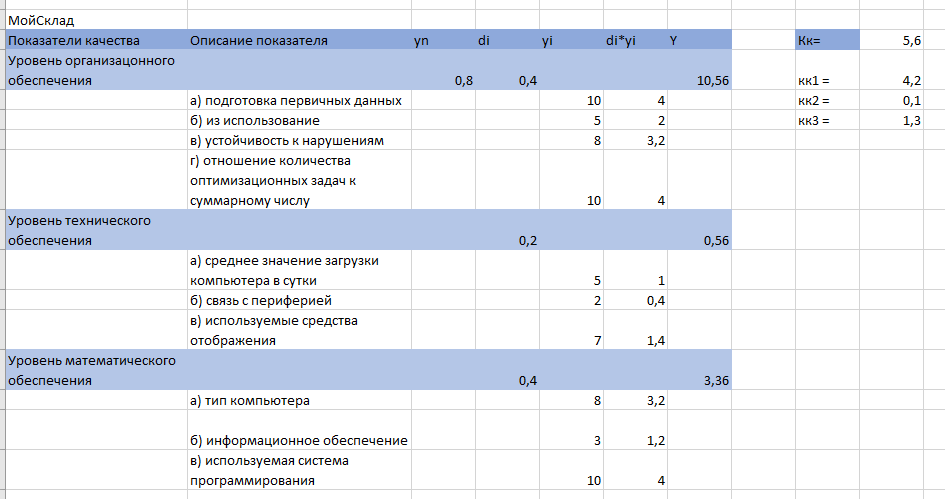 МойСклад
Показатели качества Описание показателя yn di yi di*yi Y Кк= 5,6
Уровень организацонного
обеспечения 0,8 0,4 10,56 кк1 = 4,2
а) подготовка первичных данных 10 4 кк2 = 0,1
б) из использование 5 2 кк3 = 1,3
в) устойчивость к нарушениям 8 3,2
г) отношение количества
оптимизационных задач к
суммарному числу 10 4
Уровень технического
обеспечения 0,2 0,56
а) среднее значение загрузки
компьютера в сутки 5 1
б) связь с периферией 2 0,4
в) используемые средства
отображения 7 1,4
Уровень математического
обеспечения 0,4 3,36
а) тип компьютера 8 3,2
б) информационное обеспечение 3 1,2
в) используемая система
программирования 10 4